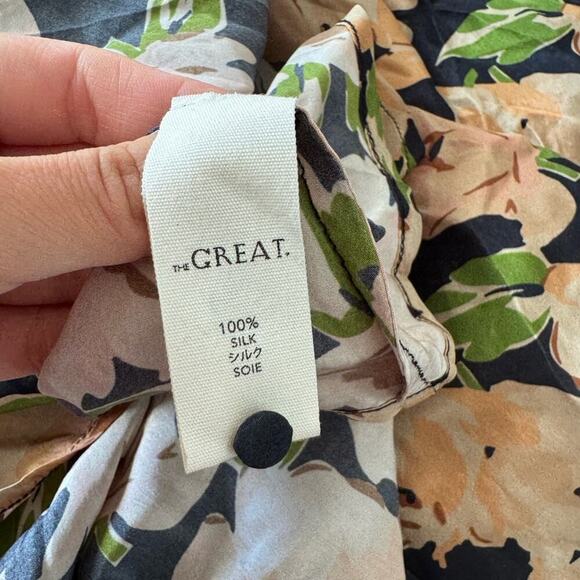 THE GREAT.
100%
SILK
シルク
SOIE